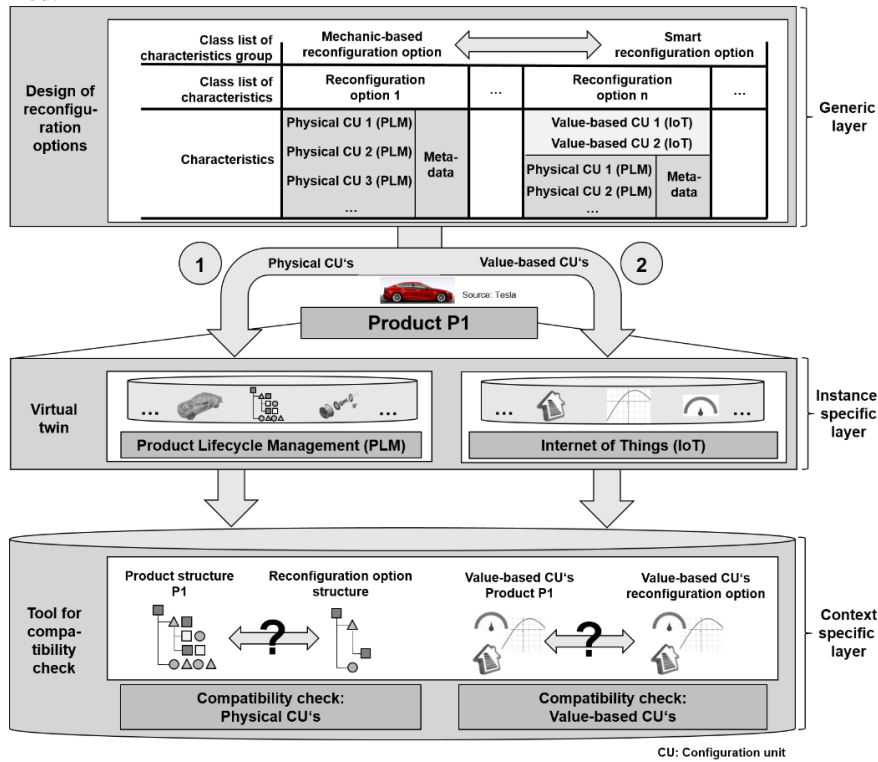 Class list of
characteristics group
Mechanic-based
reconfiguration option
Smart
reconfiguration option
Design of
reconfigu-
ration
options
Class list of
characteristics
Reconfiguration
option 1
...
Reconfiguration
option n
...
Characteristics
Physical CU 1 (PLM)
Physical CU 2 (PLM)
Physical CU 3 (PLM)
...
Meta-
data
Value-based CU 1 (IoT)
Value-based CU 2 (IoT)
Physical CU 1 (PLM)
Physical CU 2 (PLM)
...
Meta-
data
Generic
layer
1
Physical CU‘s
Value-based CU‘s
2
Source: Tesla
Product P1
Virtual
twin
...
...
Product Lifecycle Management (PLM)
...
...
Internet of Things (IoT)
Instance
specific
layer
Tool for
compa-
tibility
check
Product structure
P1
Reconfiguration option
structure
?
Value-based CU‘s
Product P1
Value-based CU‘s
reconfiguration option
?
Compatibility check:
Physical CU‘s
Compatibility check:
Value-based CU‘s
Context
specific
layer
CU: Configuration unit